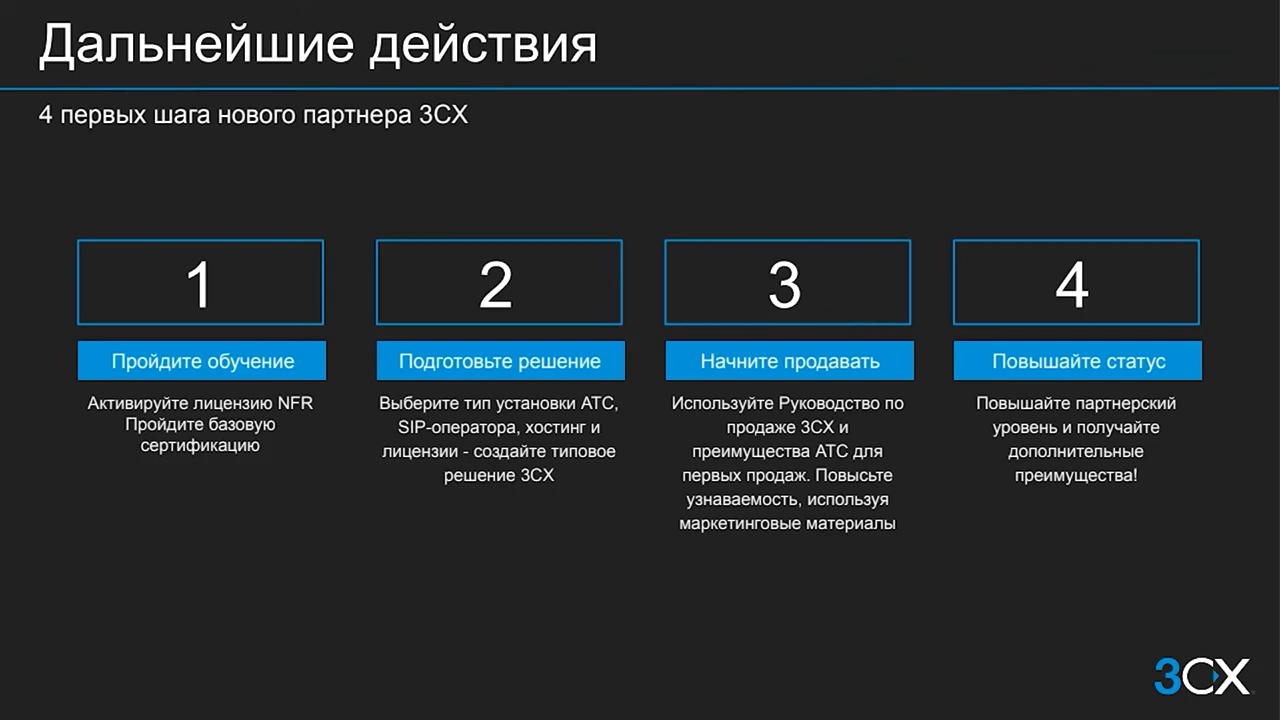 Дальнейшие действия
4 первых шага нового партнера 3CX
1
Пройдите обучение
Активируйте лицензию NFR
Пройдите базовую
сертификацию
2
Подготовьте решение
Выберите тип установки АТС,
SIP-оператора, хостинг и
лицензии - создайте типовое
решение 3CX
3
Начните продавать
Используйте Руководство по
продаже 3CX и
преимущества АТС для
первых продаж. Повысьте
узнаваемость, используя
маркетинговые материалы
4
Повышайте статус
Повышайте партнерский
уровень и получайте
дополнительные
преимущества!
3CX